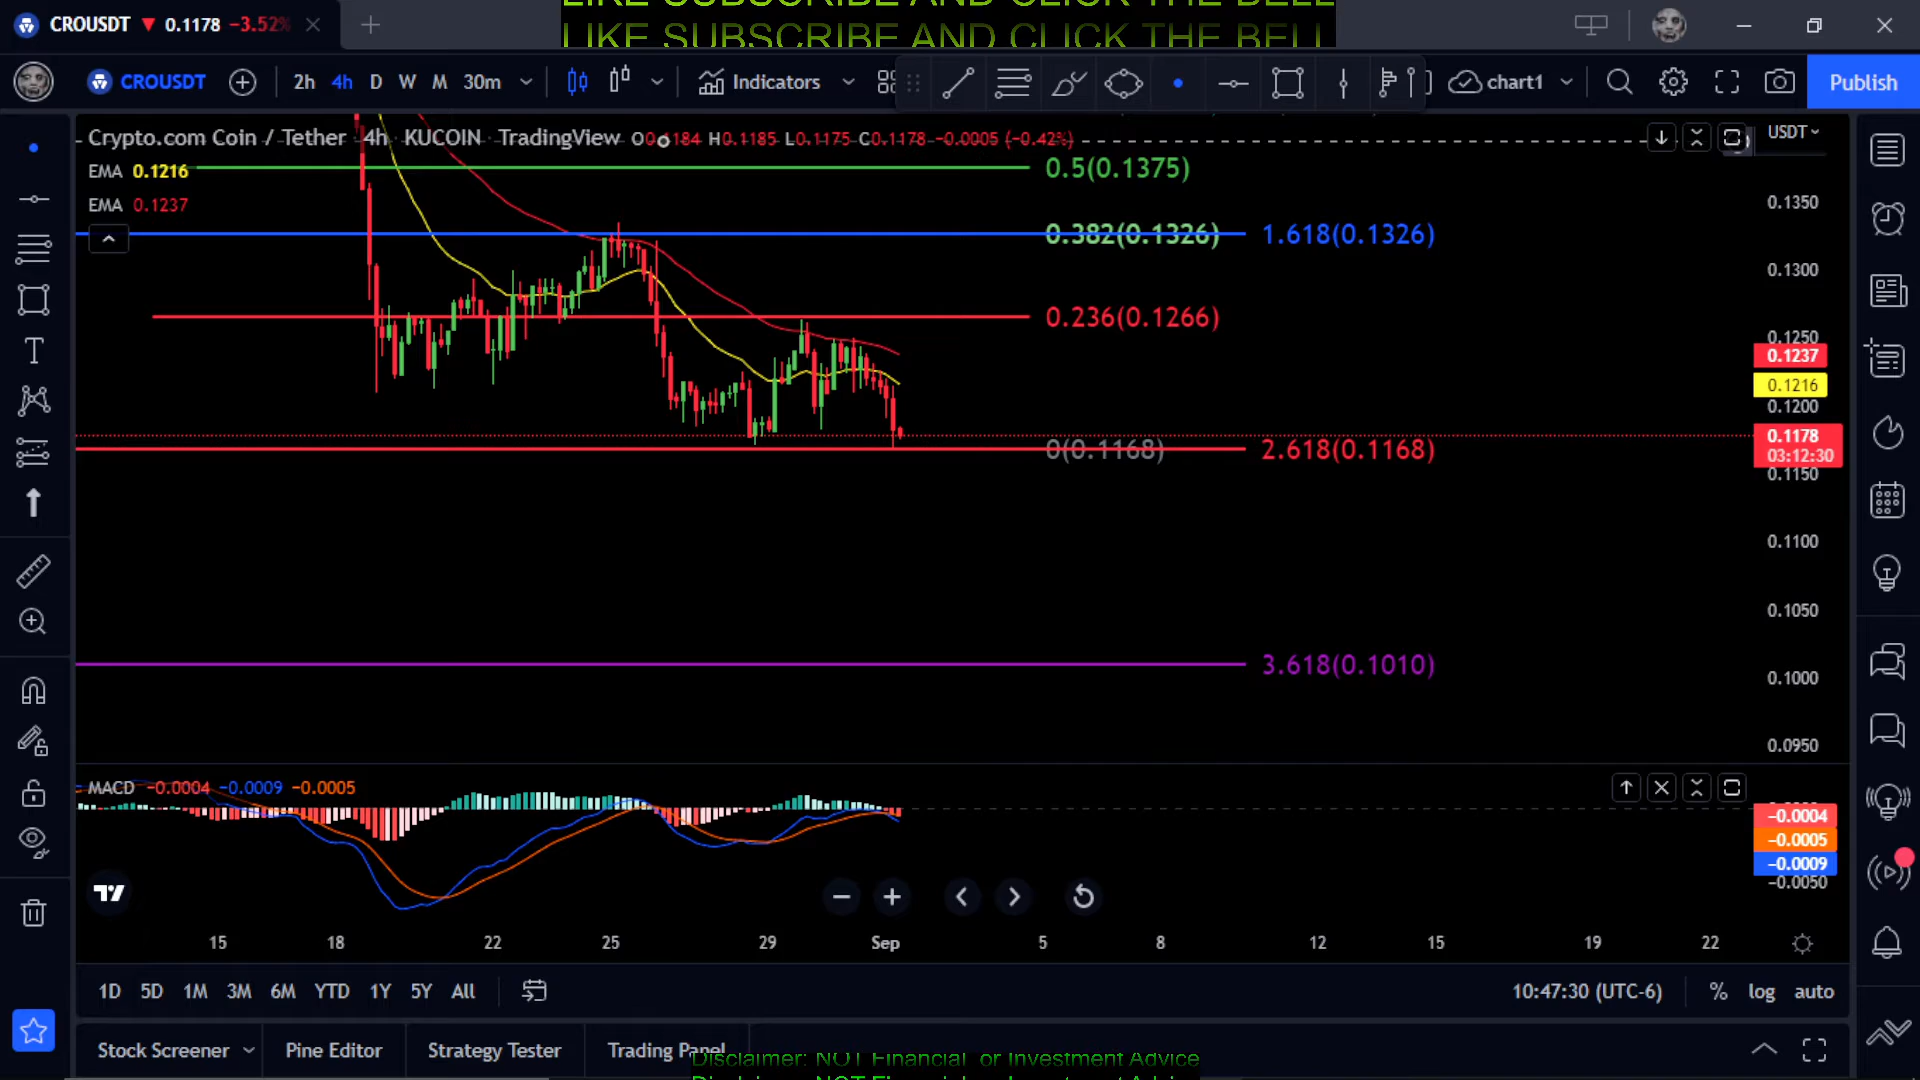 LIKE SUBSCRIBE AND CLICK THE BELL
CROUSDT ▼ 0.1178 −3.52%
LIKE SUBSCRIBE AND CLICK THE BELL
CROUSDT 2h 4h D W M 30m Indicators chart1 Publish
Crypto.com Coin / Tether 4h KUCOIN TradingView O0.1184 H0.1185 L0.1175 C0.1178 −0.0005 (−0.42%)
USDT
EMA 0.1216
0.5(0.1375)
EMA 0.1237
0.1350
0.382(0.1326) 1.618(0.1326)
0.1300
0.236(0.1266)
0.1250
0.1237
0.1216
0.1200
0.1178
0(0.1168) 2.618(0.1168)
03:12:30
0.1150
0.1100
0.1050
3.618(0.1010)
0.1000
0.0950
MACD −0.0004 −0.0009 −0.0005
−0.0004
−0.0005
−0.0009
−0.0050
15 18 22 25 29 Sep 5 8 12 15 19 22
1D 5D 1M 3M 6M YTD 1Y 5Y All 10:47:30 (UTC-6) % log auto
Stock Screener Pine Editor Strategy Tester Trading Panel
Disclaimer: NOT Financial or Investment Advice